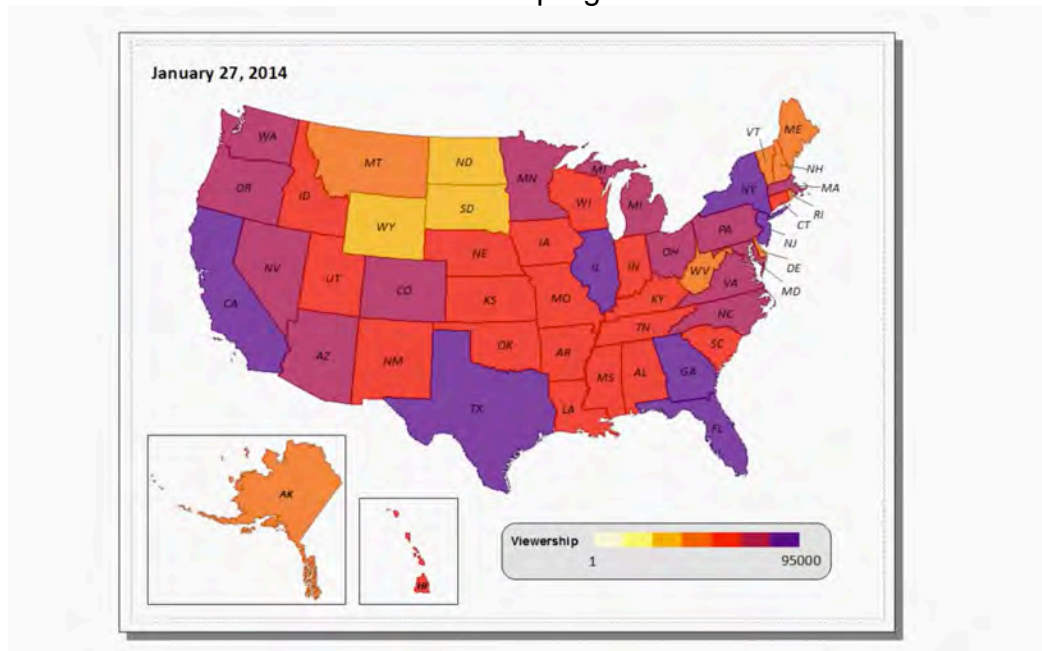 January 27, 2014
WA
MT
ND
VT
ME
OR
ID
MN
MI
NH
MA
WY
SD
WI
MI
NY
RI
CT
NV
UT
CO
NE
IA
IL
IN
OH
PA
NJ
DE
CA
KS
MO
KY
WV
VA
MD
AZ
NM
OK
AR
TN
NC
SC
TX
LA
MS
AL
GA
FL
AK
HI
Viewership
1
95000